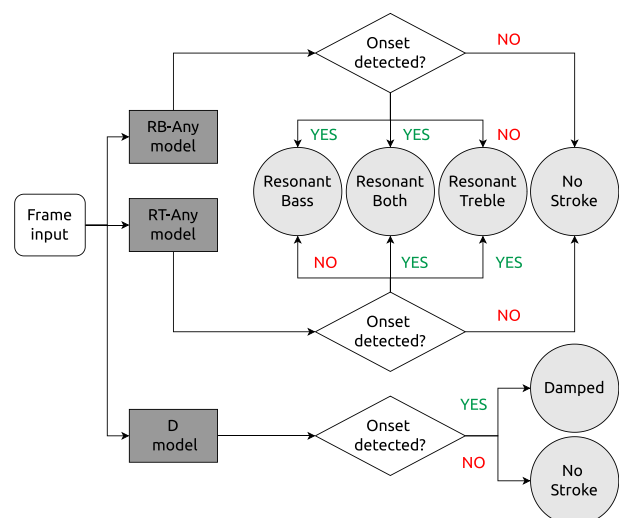 Onset
detected?
NO
RB-Any
model
YES
YES
NO
Resonant
Bass
Resonant
Both
Resonant
Treble
No
Stroke
Frame
input
RT-Any
model
NO
YES
YES
Onset
detected?
NO
D
model
Onset
detected?
YES
NO
Damped
No
Stroke